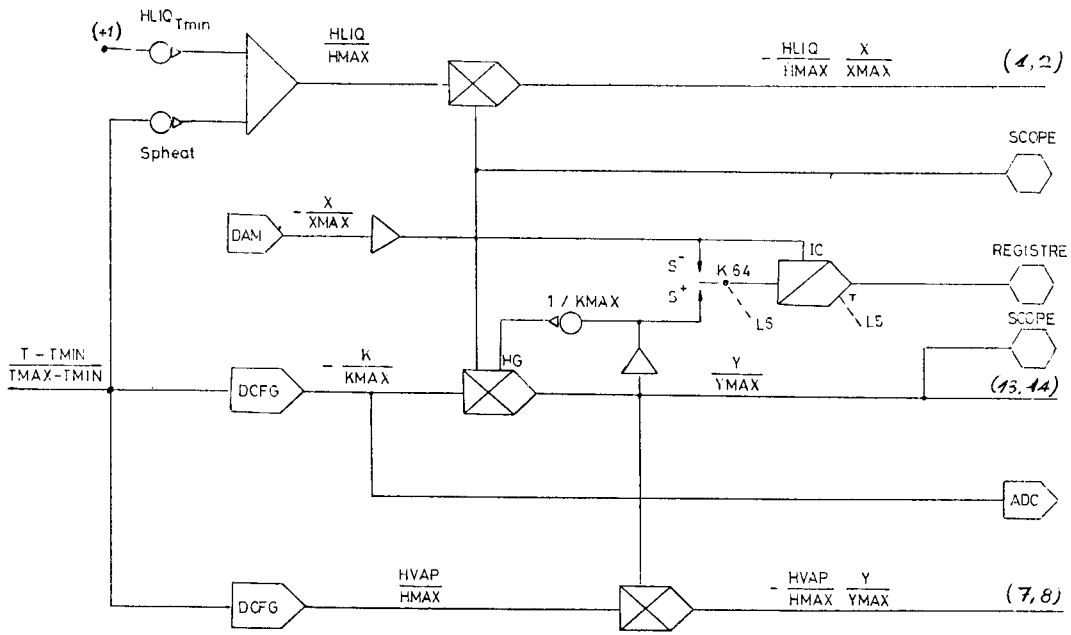 (+1)
HLIQ Tmin
HLIQ
HMAX
- HLIQ X
HMAX XMAX
(1,2)
Spheat
SCOPE
DAM
- X
XMAX
IC
REGISTRE
S-
S+
K 64
LS
T
LS
1 / KMAX
SCOPE
T - TMIN
TMAX-TMIN
DCFG
- K
KMAX
HG
Y
YMAX
(13,14)
ADC
DCFG
HVAP
HMAX
- HVAP Y
HMAX YMAX
(7,8)